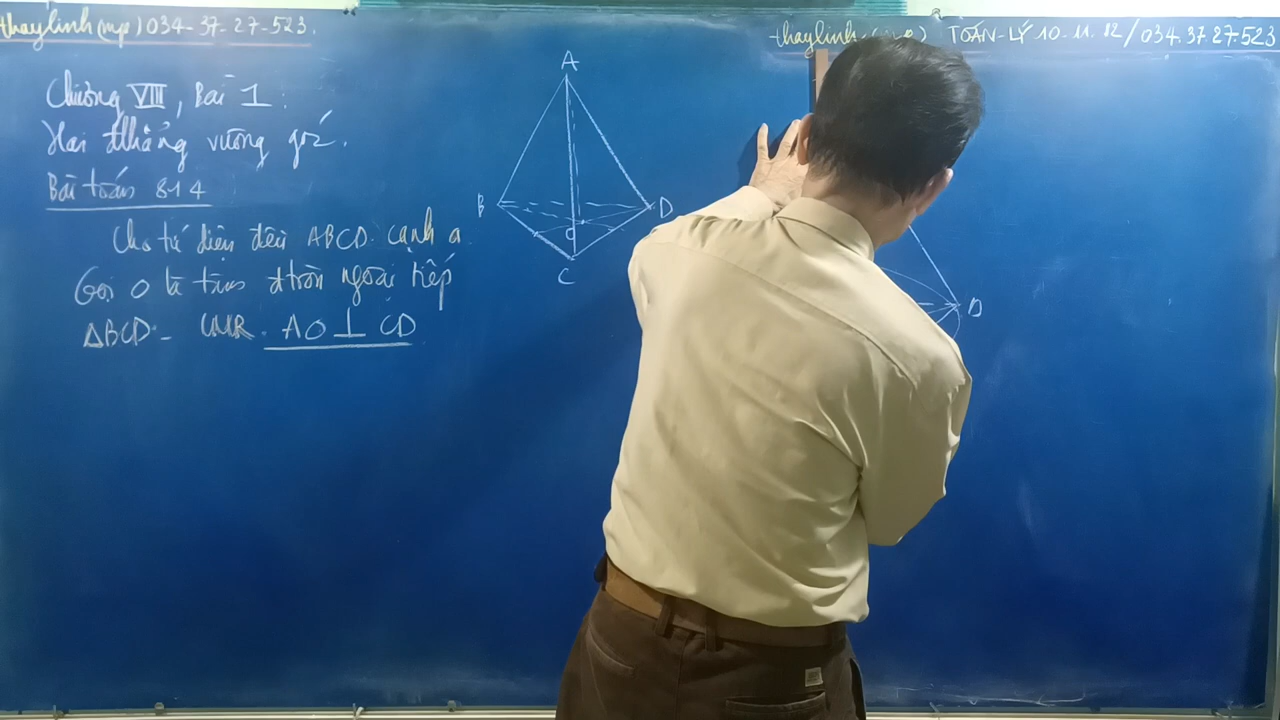 thaylinh(mp) 034-37-27-523.
thaylinh TOÁN-LÝ 10-11-12/034.37.27.523
Chương VIII, Bài 1:
Hai đthẳng vuông góc.
Bài toán 814
Cho tứ diện đều ABCD. cạnh a.
Gọi O là tâm đtròn ngoại tiếp
ΔBCD. CMR. AO⊥CD
A
B
D
O
C
D